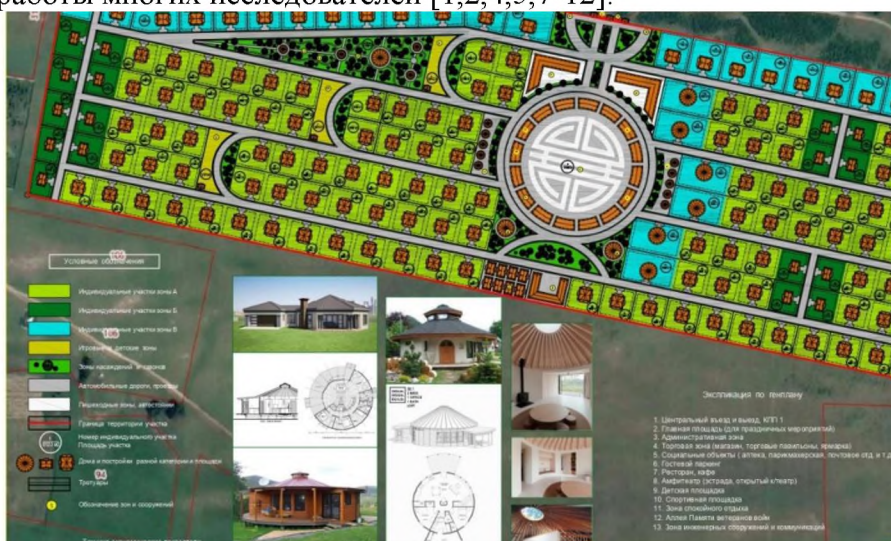 работы многих исследователей [1,2,4,5,7-12].
Условные обозначения
106
Индивидуальные участки зоны А
Индивидуальные участки зоны Б
Индивидуальные участки зоны В
106
Игровые и детские зоны
Зоны насаждений и газонов
Автомобильные дороги, проезды
Пешеходные зоны, автостоянки
Граница территории участка
Номер индивидуального участка
Площадь участка
Дома и постройки разной категории и площади
94
Тротуары
1
Обозначение зон и сооружений
Экспликация по генплану
1. Центральный въезд и выезд, КПП 1
2. Главная площадь (для праздничных мероприятий)
3. Административная зона
4. Торговая зона (магазин, торговые павильоны, ярмарка)
5. Социальные объекты ( аптека, парикмахерская, почтовое отд. и т.д
6. Гостевой паркинг
7. Ресторан, кафе
8. Амфитеатр (эстрада, открытый к/театр)
9. Детская площадка
10. Спортивная площадка
11. Зона спокойного отдыха
12. Аллея Памяти ветеранов войн
13. Зона инженерных сооружений и коммуникаций